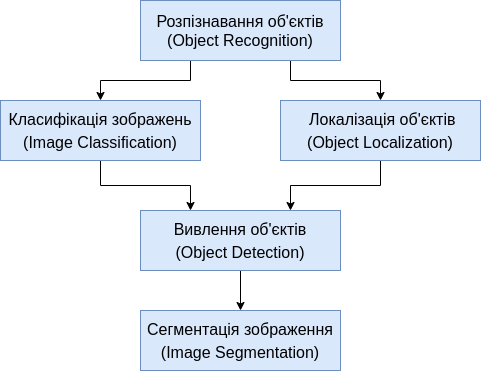 Розпізнавання об'єктів
(Object Recognition)
Класифікація зображень
(Image Classification)
Локалізація об'єктів
(Object Localization)
Вивлення об'єктів
(Object Detection)
Сегментація зображення
(Image Segmentation)